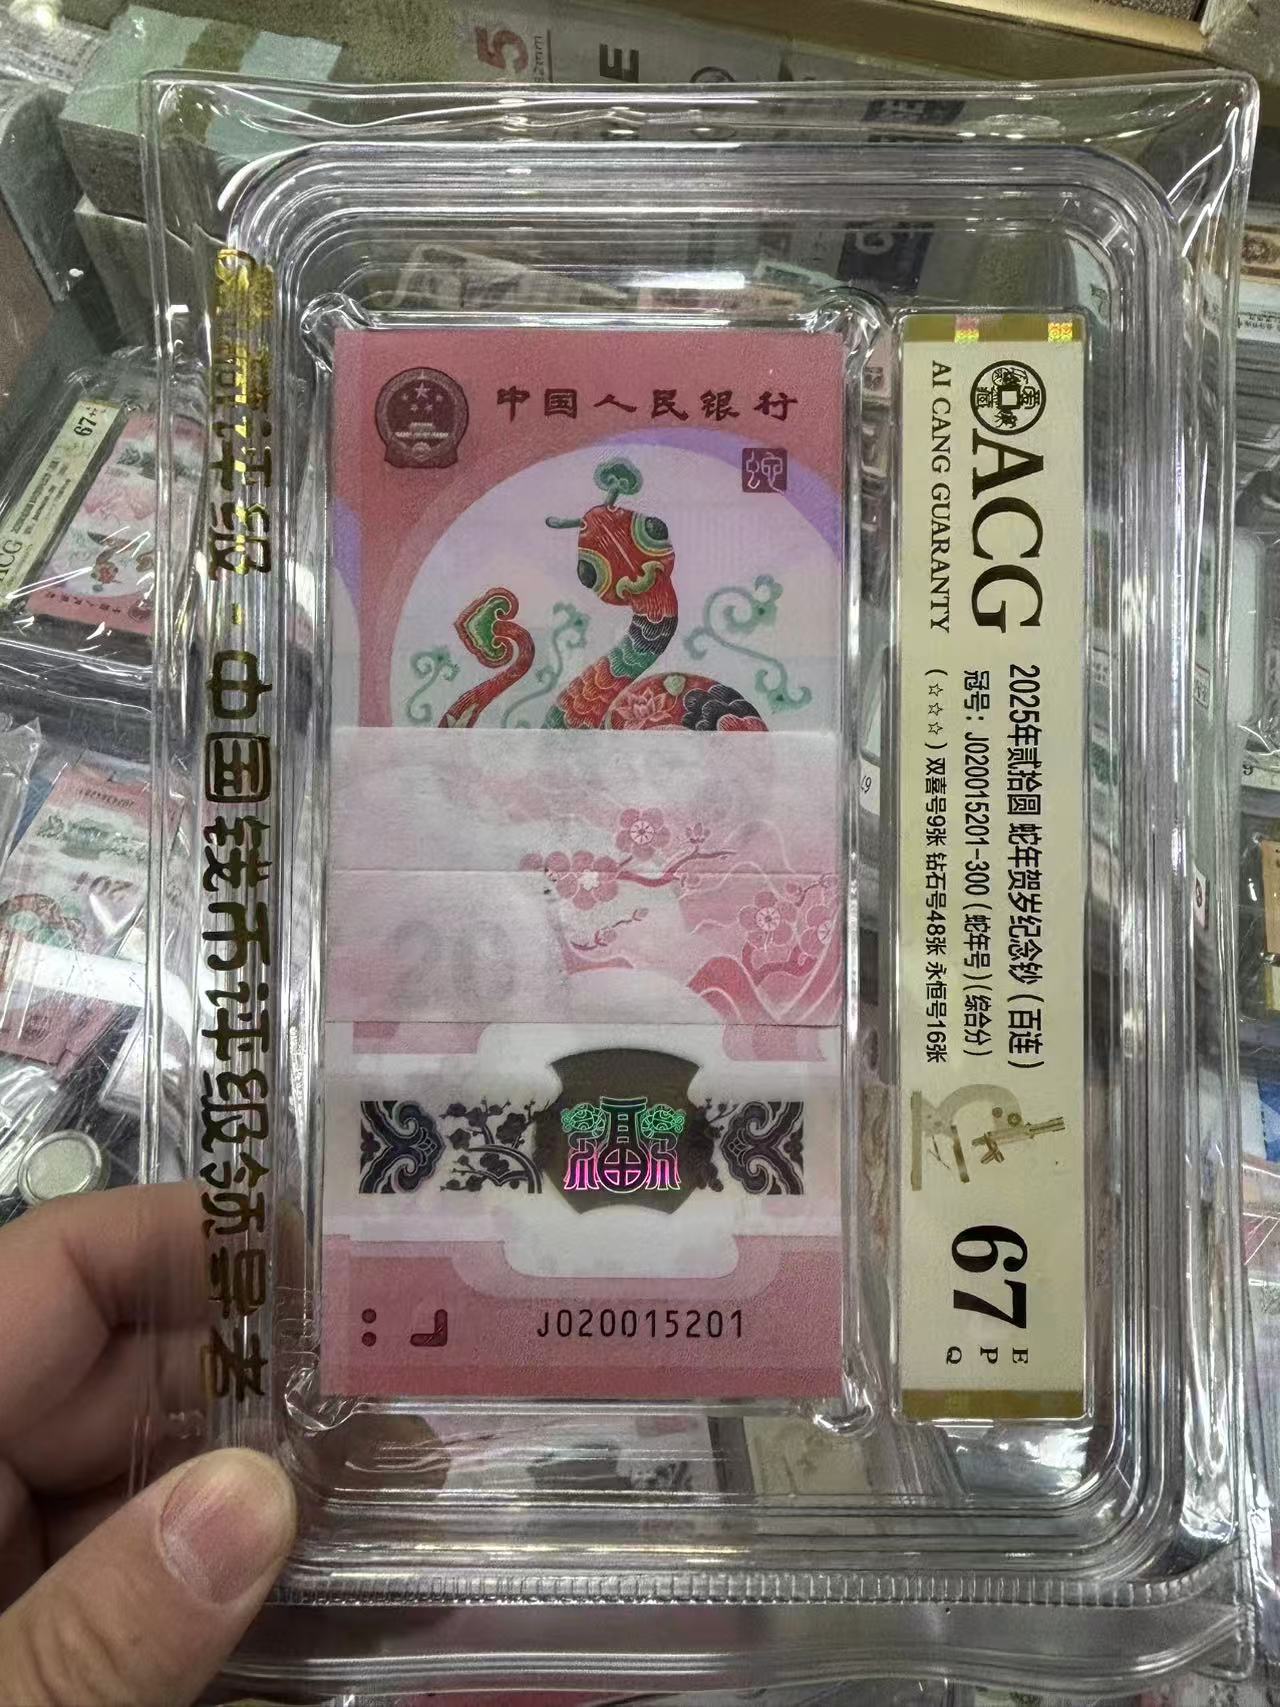 中国人民银行
蛇
J020015201
ACG
AI CANG GUARANTY
2025年贰拾圆 蛇年贺岁纪念钞（百连）
冠号：J020015201-300（蛇年号）（综合分）
（☆☆☆）双喜号9张 钻石号48张 永恒号16张
67
E
P
Q
评级-中国钱币评级领导者
5
67
ACG